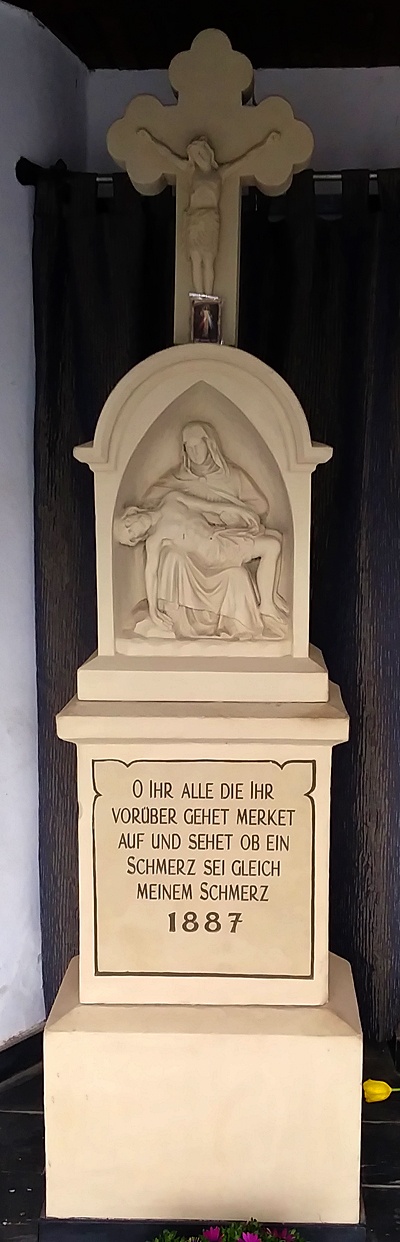 O IHR ALLE DIE IHR
VORÜBER GEHET MERKET
AUF UND SEHET OB EIN
SCHMERZ SEI GLEICH
MEINEM SCHMERZ
1887